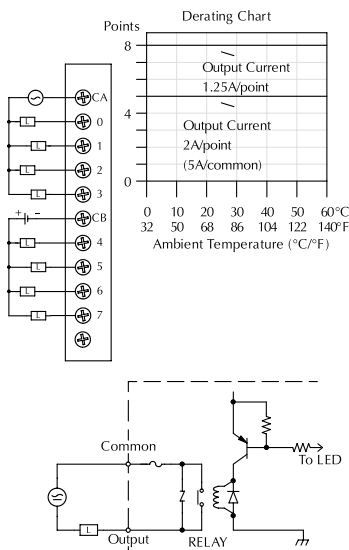 Derating Chart
Points
8
4
0
Output Current
1.25A/point
Output Current
2A/point
(5A/common)
0 10 20 30 40 50 60°C
32 50 68 86 104 122 140°F
Ambient Temperature (°C/°F)
CA
L 0
L 1
L 2
L 3
+ - CB
L 4
L 5
L 6
L 7
Common
To LED
L
Output
RELAY